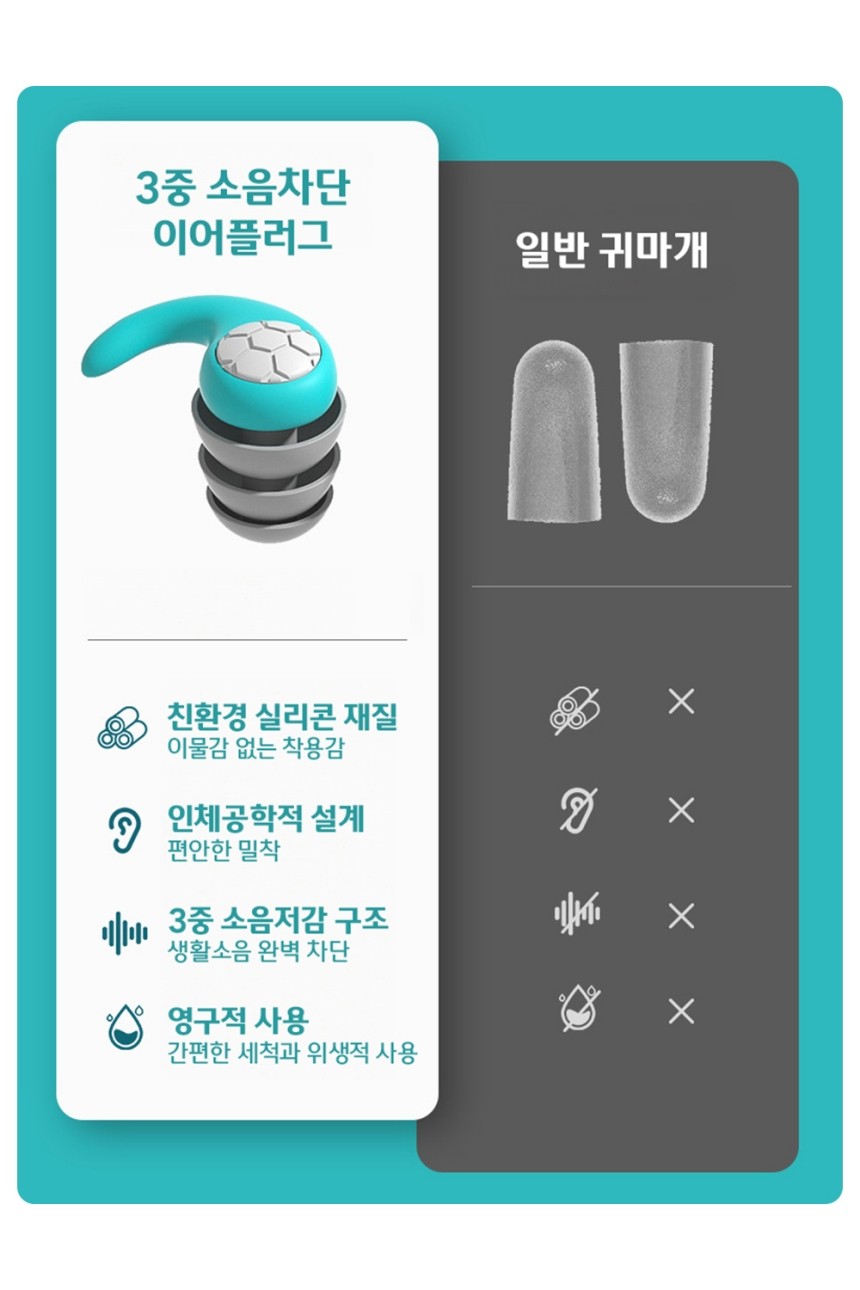 3중 소음차단
이어플러그
일반 귀마개
친환경 실리콘 재질
이물감 없는 착용감
인체공학적 설계
편안한 밀착
3중 소음저감 구조
생활소음 완벽 차단
영구적 사용
간편한 세척과 위생적 사용